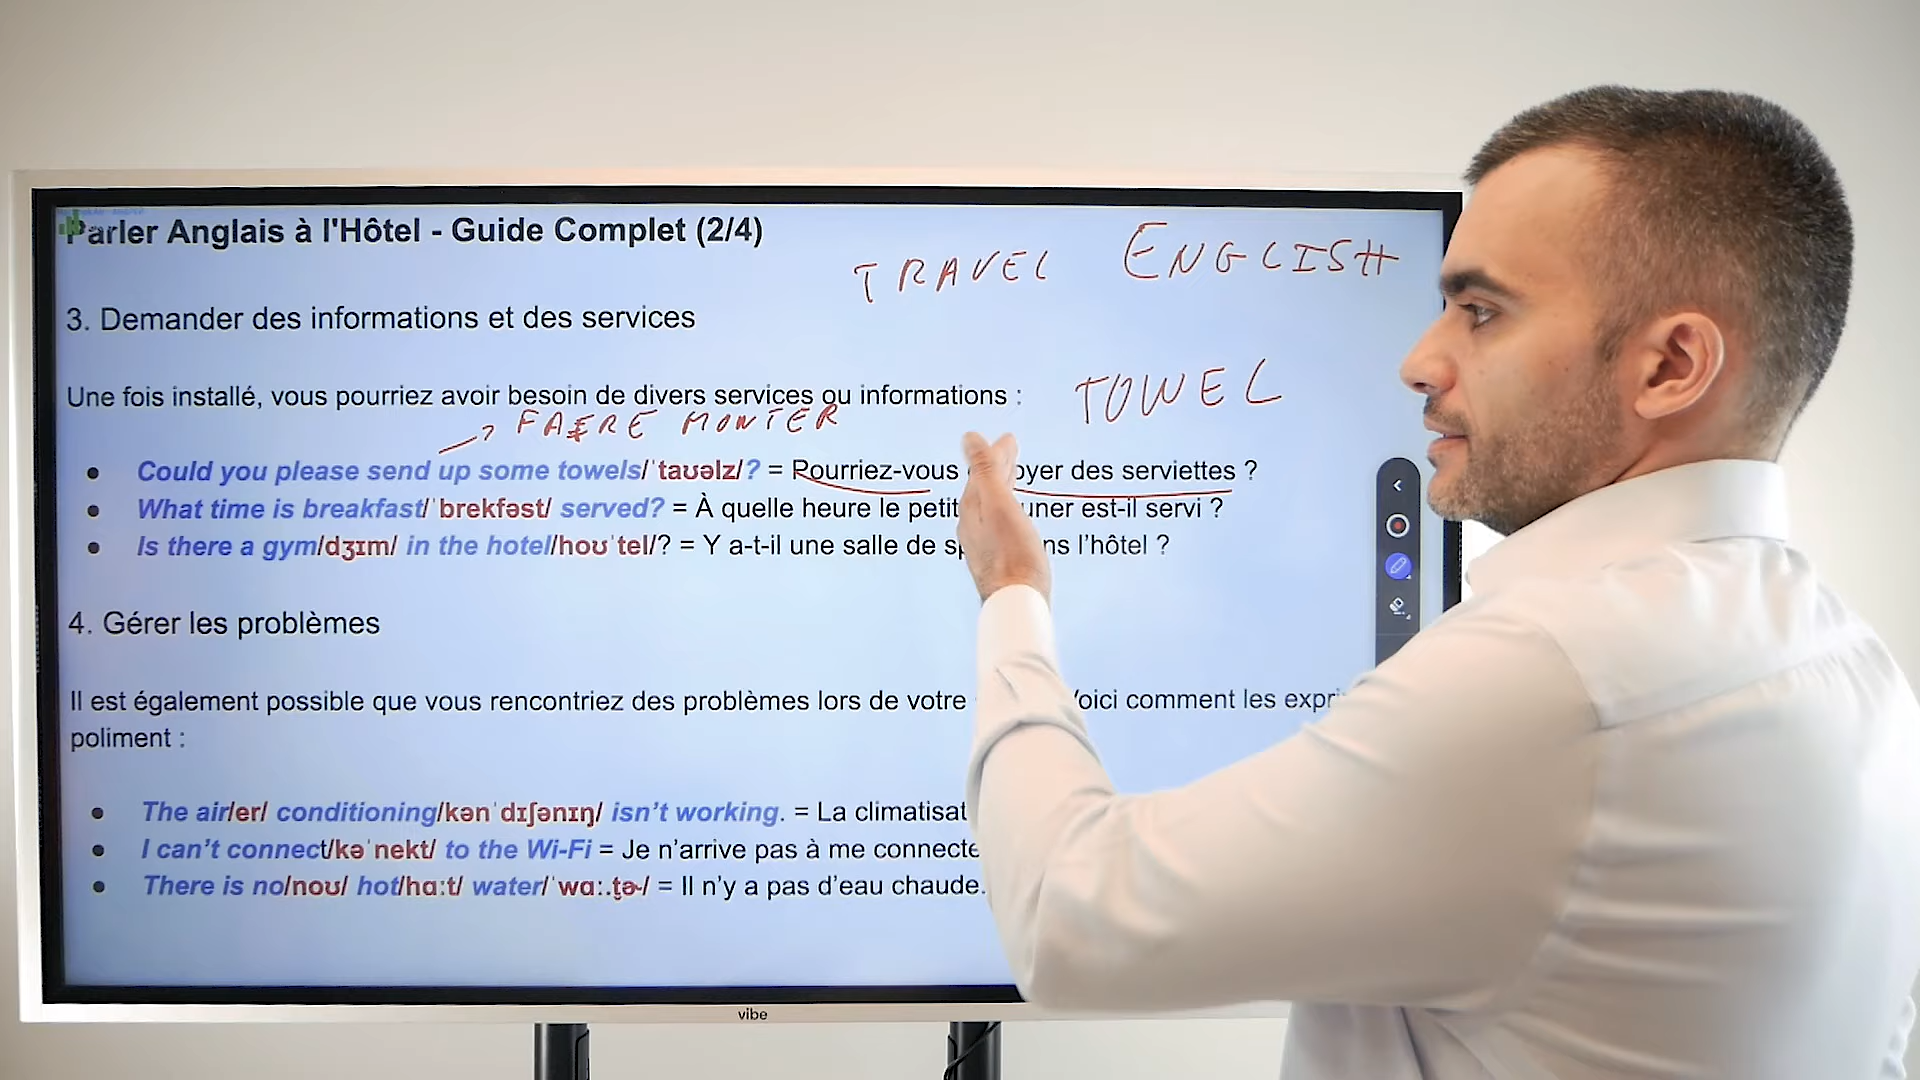 Parler Anglais à l'Hôtel - Guide Complet (2/4)
TRAVEL ENGLISH
3. Demander des informations et des services
Une fois installé, vous pourriez avoir besoin de divers services ou informations :
TOWEL
FAIRE MONTER
Could you please send up some towels/ˈtaʊəlz/? = Pourriez-vous oyer des serviettes ?
What time is breakfast/ˈbrekfəst/ served? = À quelle heure le petit uner est-il servi ?
Is there a gym/dʒɪm/ in the hotel/hoʊˈtel/? = Y a-t-il une salle de sp ns l'hôtel ?
4. Gérer les problèmes
Il est également possible que vous rencontriez des problèmes lors de votre oici comment les expri
poliment :
The air/er/ conditioning/kənˈdɪʃənɪŋ/ isn't working. = La climatisat
I can't connect/kəˈnekt/ to the Wi-Fi = Je n'arrive pas à me connecte
There is no/noʊ/ hot/hɑːt/ water/ˈwɑː.t̬ɚ/ = Il n'y a pas d'eau chaude.
vibe